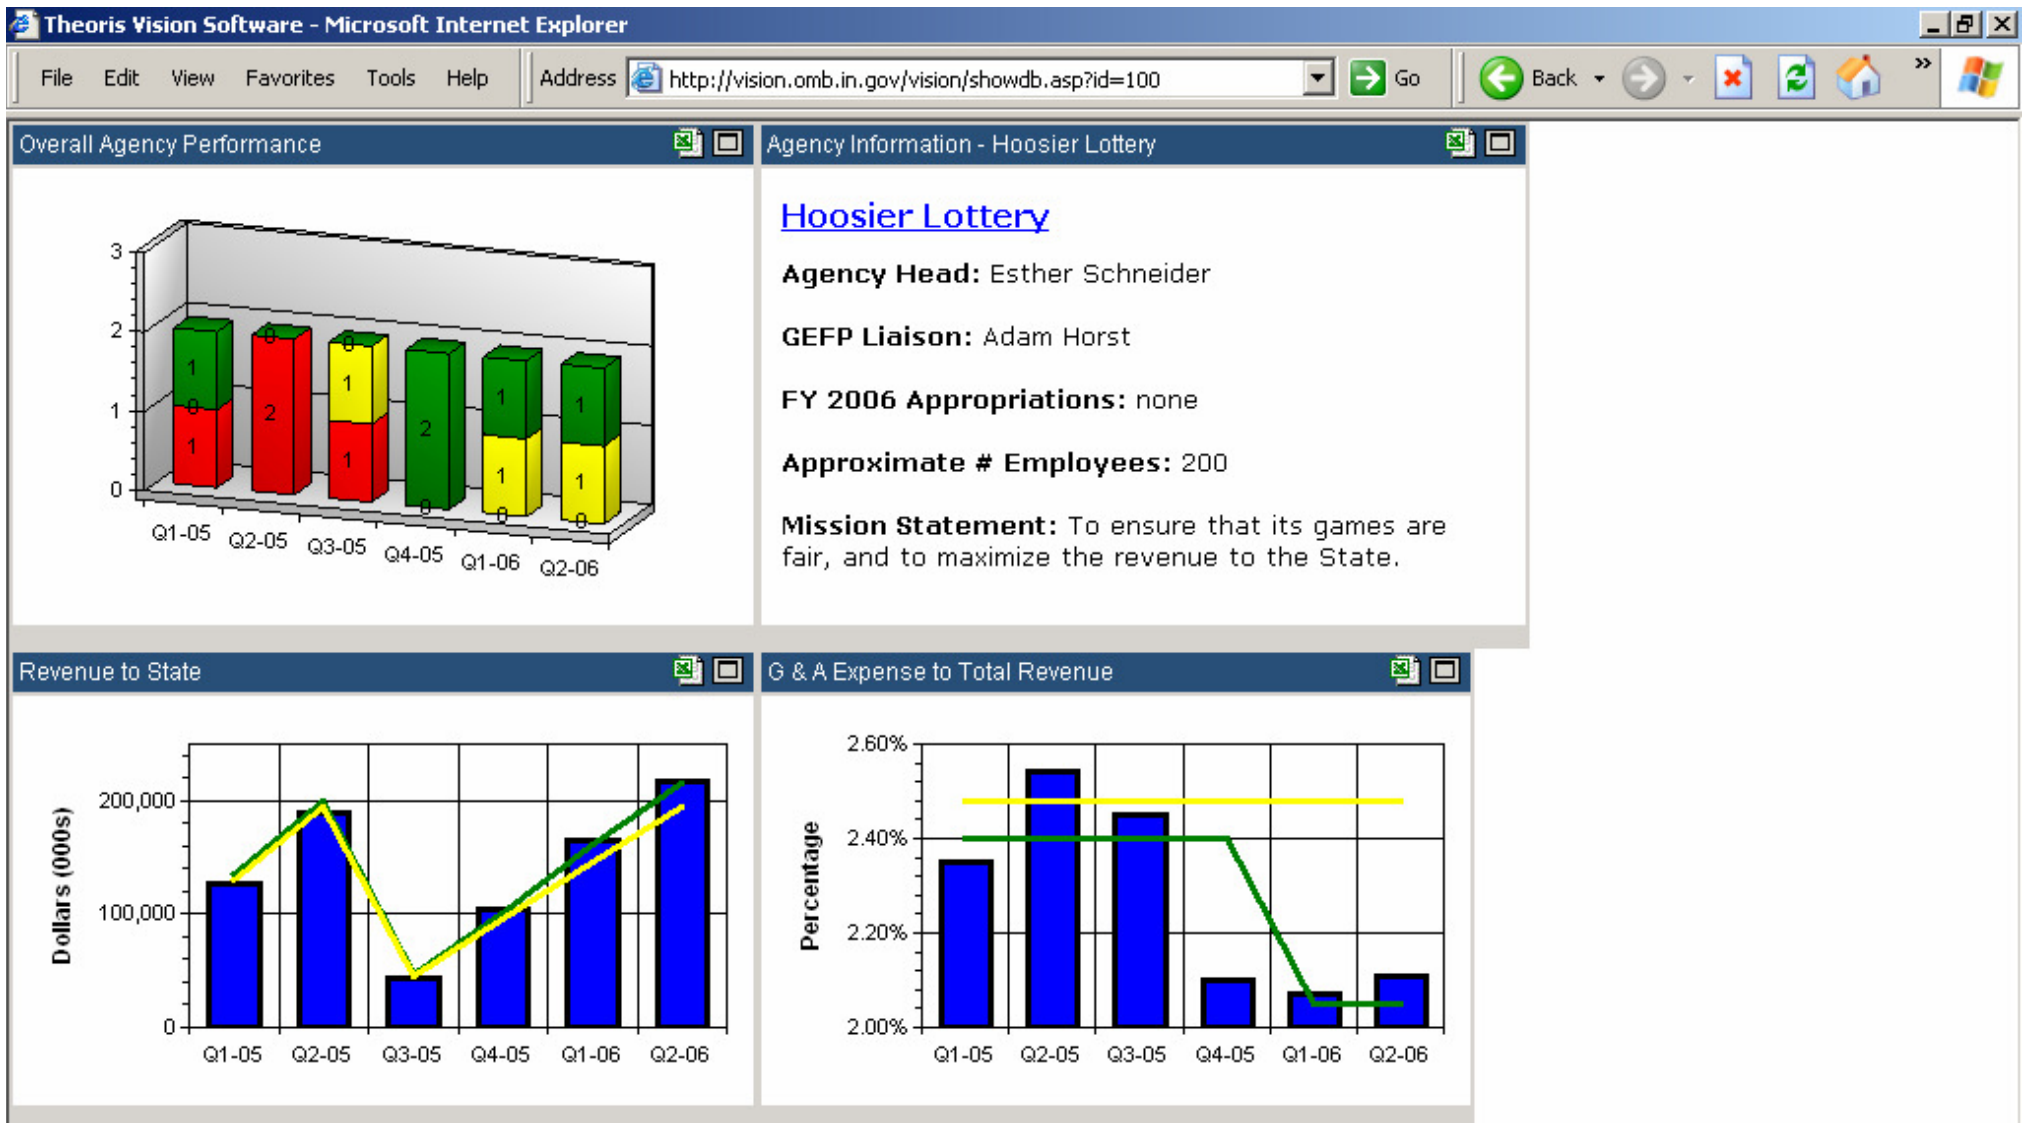 Theoris Vision Software - Microsoft Internet Explorer
File Edit View Favorites Tools Help Address http://vision.omb.in.gov/vision/showdb.asp?id=100 Go Back »
Overall Agency Performance
3
2
1
0
1
0
1
0
2
0
1
1
2
0
1
1
0
1
1
0
Q1-05 Q2-05 Q3-05 Q4-05 Q1-06 Q2-06
Agency Information - Hoosier Lottery
Hoosier Lottery
Agency Head: Esther Schneider
GEFP Liaison: Adam Horst
FY 2006 Appropriations: none
Approximate # Employees: 200
Mission Statement: To ensure that its games are
fair, and to maximize the revenue to the State.
Revenue to State
Dollars (000s)
200,000
100,000
0
Q1-05 Q2-05 Q3-05 Q4-05 Q1-06 Q2-06
G & A Expense to Total Revenue
Percentage
2.60%
2.40%
2.20%
2.00%
Q1-05 Q2-05 Q3-05 Q4-05 Q1-06 Q2-06